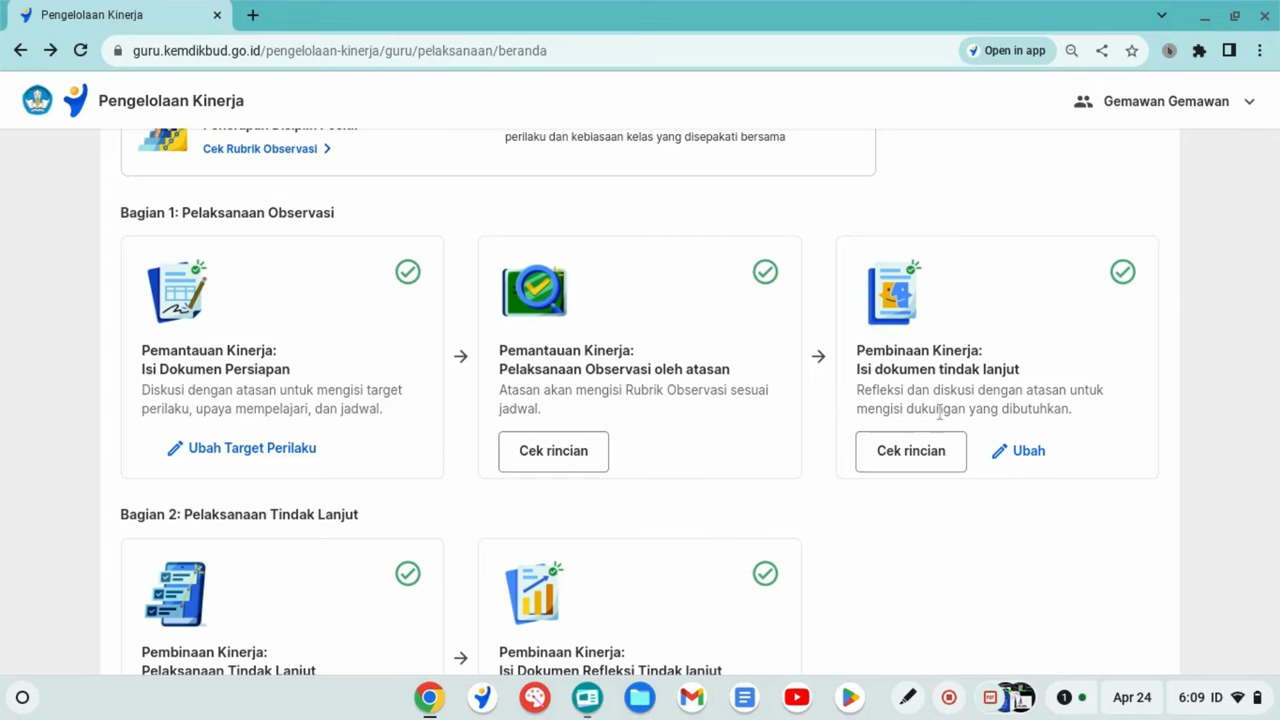 Pengelolaan Kinerja
guru.kemdikbud.go.id/pengelolaan-kinerja/guru/pelaksanaan/beranda
Open in app
Pengelolaan Kinerja
Gemawan Gemawan
Penerapan Disiplin Positif
perilaku dan kebiasaan kelas yang disepakati bersama
Cek Rubrik Observasi
Bagian 1: Pelaksanaan Observasi
Pemantauan Kinerja:
Isi Dokumen Persiapan
Diskusi dengan atasan untuk mengisi target
perilaku, upaya mempelajari, dan jadwal.
Ubah Target Perilaku
Pemantauan Kinerja:
Pelaksanaan Observasi oleh atasan
Atasan akan mengisi Rubrik Observasi sesuai
jadwal.
Cek rincian
Pembinaan Kinerja:
Isi dokumen tindak lanjut
Refleksi dan diskusi dengan atasan untuk
mengisi dukungan yang dibutuhkan.
Cek rincian
Ubah
Bagian 2: Pelaksanaan Tindak Lanjut
Pembinaan Kinerja:
Pelaksanaan Tindak Lanjut
Pembinaan Kinerja:
Isi Dokumen Refleksi Tindak lanjut
1
Apr 24
6:09 ID